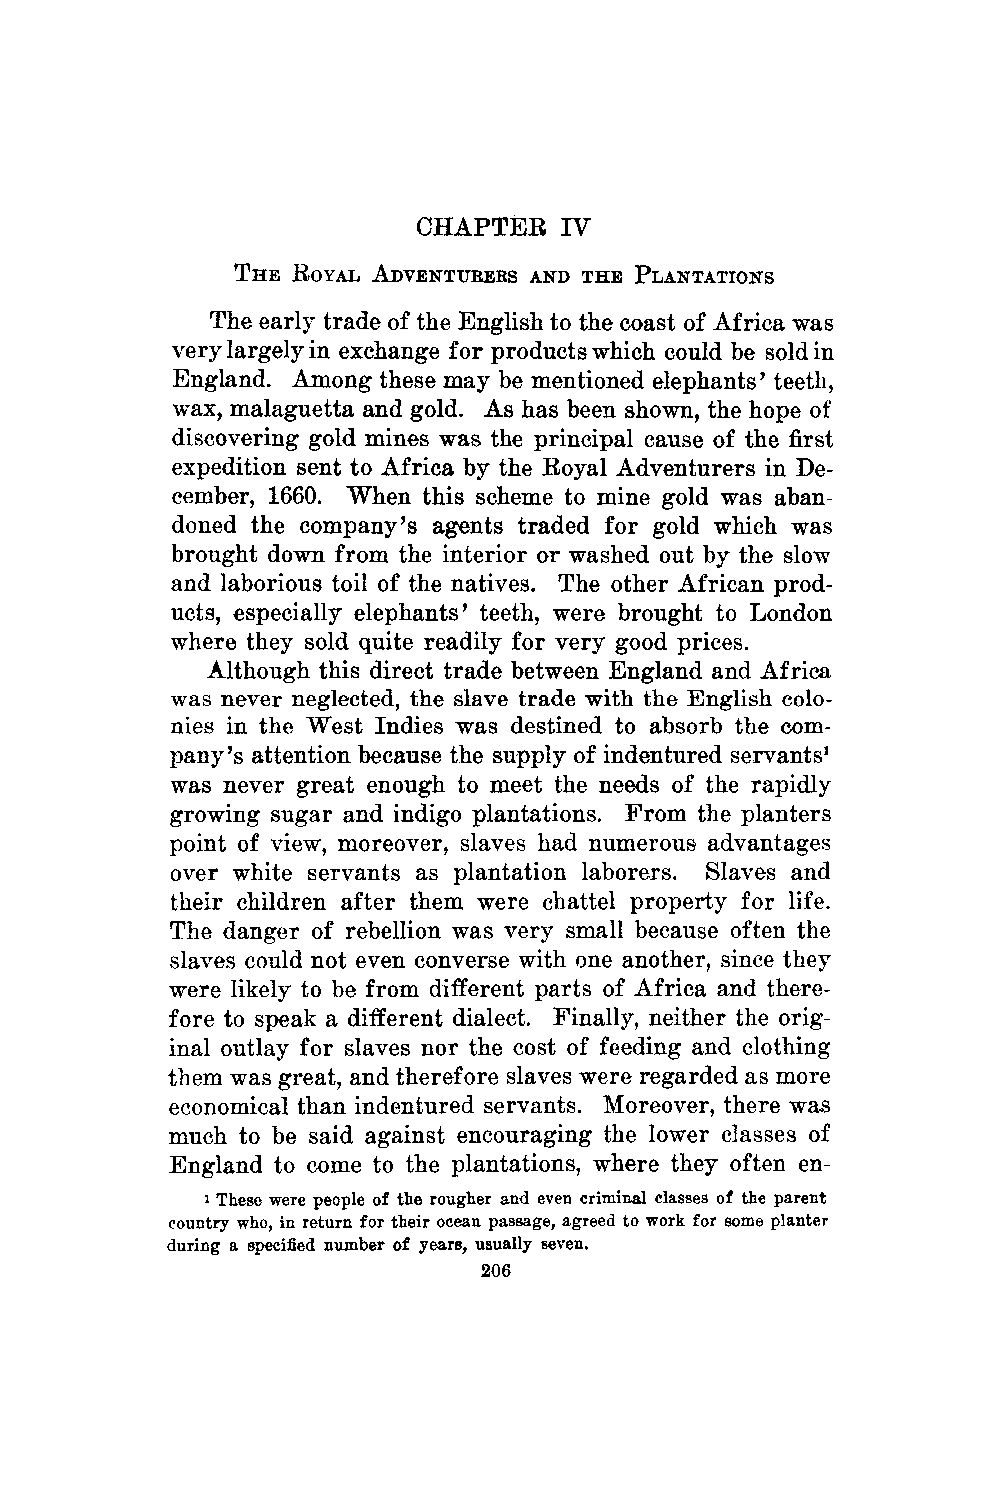 CHAPTER IV
THE ROYAL ADVENTURERS AND THE PLANTATIONS
The early trade of the English to the coast of Africa was
very largely in exchange for products which could be sold in
England. Among these may be mentioned elephants' teeth,
wax, malaguetta and gold. As has been shown, the hope of
discovering gold mines was the principal cause of the first
expedition sent to Africa by the Royal Adventurers in De-
cember, 1660. When this scheme to mine gold was aban-
doned the company's agents traded for gold which was
brought down from the interior or washed out by the slow
and laborious toil of the natives. The other African prod-
ucts, especially elephants' teeth, were brought to London
where they sold quite readily for very good prices.
Although this direct trade between England and Africa
was never neglected, the slave trade with the English colo-
nies in the West Indies was destined to absorb the com-
pany's attention because the supply of indentured servants¹
was never great enough to meet the needs of the rapidly
growing sugar and indigo plantations. From the planters
point of view, moreover, slaves had numerous advantages
over white servants as plantation laborers. Slaves and
their children after them were chattel property for life.
The danger of rebellion was very small because often the
slaves could not even converse with one another, since they
were likely to be from different parts of Africa and there-
fore to speak a different dialect. Finally, neither the orig-
inal outlay for slaves nor the cost of feeding and clothing
them was great, and therefore slaves were regarded as more
economical than indentured servants. Moreover, there was
much to be said against encouraging the lower classes of
England to come to the plantations, where they often en-
¹ These were people of the rougher and even criminal classes of the parent
country who, in return for their ocean passage, agreed to work for some planter
during a specified number of years, usually seven.
206